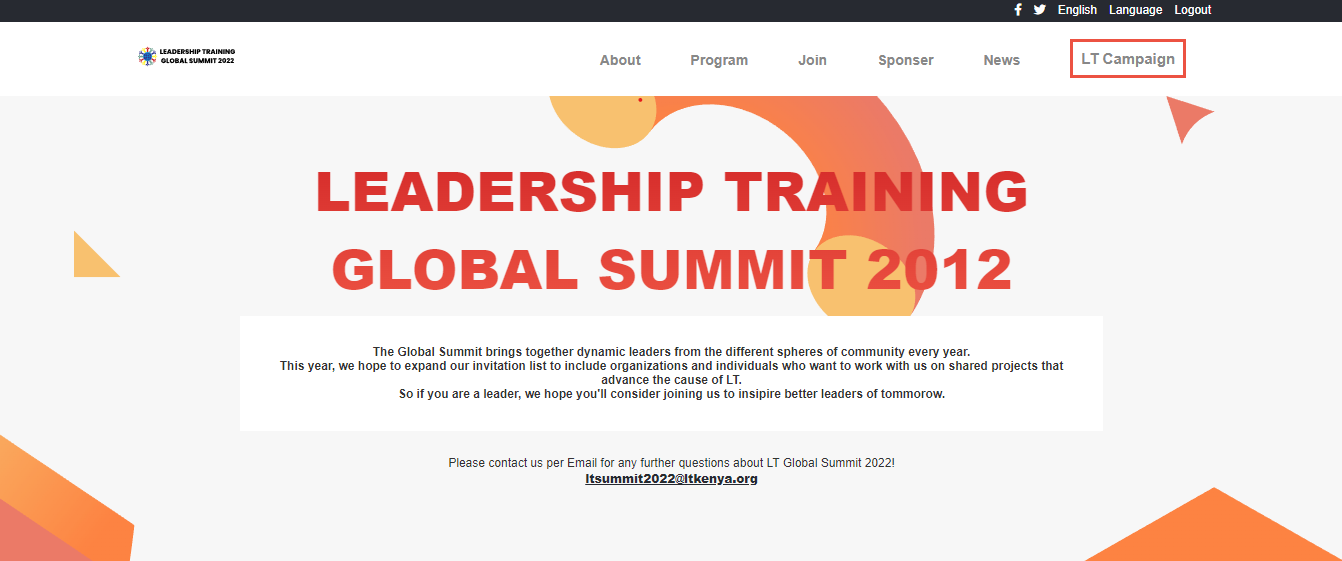 English Language Logout
LEADERSHIP TRAINING
GLOBAL SUMMIT 2022
About Program Join Sponser News LT Campaign
LEADERSHIP TRAINING
GLOBAL SUMMIT 2012
The Global Summit brings together dynamic leaders from the different spheres of community every year.
This year, we hope to expand our invitation list to include organizations and individuals who want to work with us on shared projects that
advance the cause of LT.
So if you are a leader, we hope you'll consider joining us to insipire better leaders of tommorow.
Please contact us per Email for any further questions about LT Global Summit 2022!
ltsummit2022@ltkenya.org